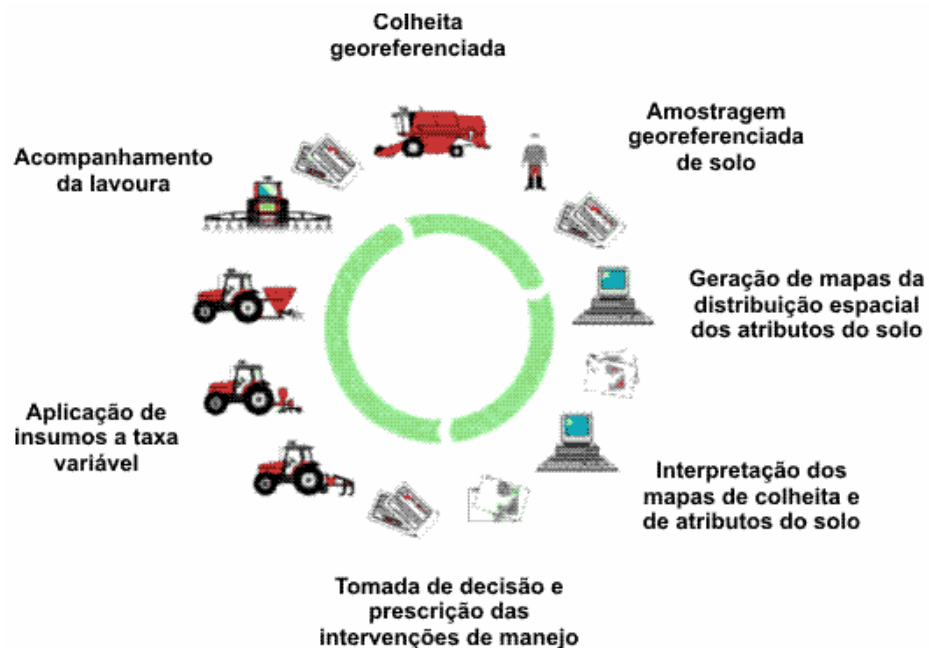 Colheita
georeferenciada
Amostragem
georeferenciada
de solo
Geração de mapas da
distribuição espacial
dos atributos do solo
Interpretação dos
mapas de colheita e
de atributos do solo
Tomada de decisão e
prescrição das
intervenções de manejo
Aplicação de
insumos a taxa
variável
Acompanhamento
da lavoura